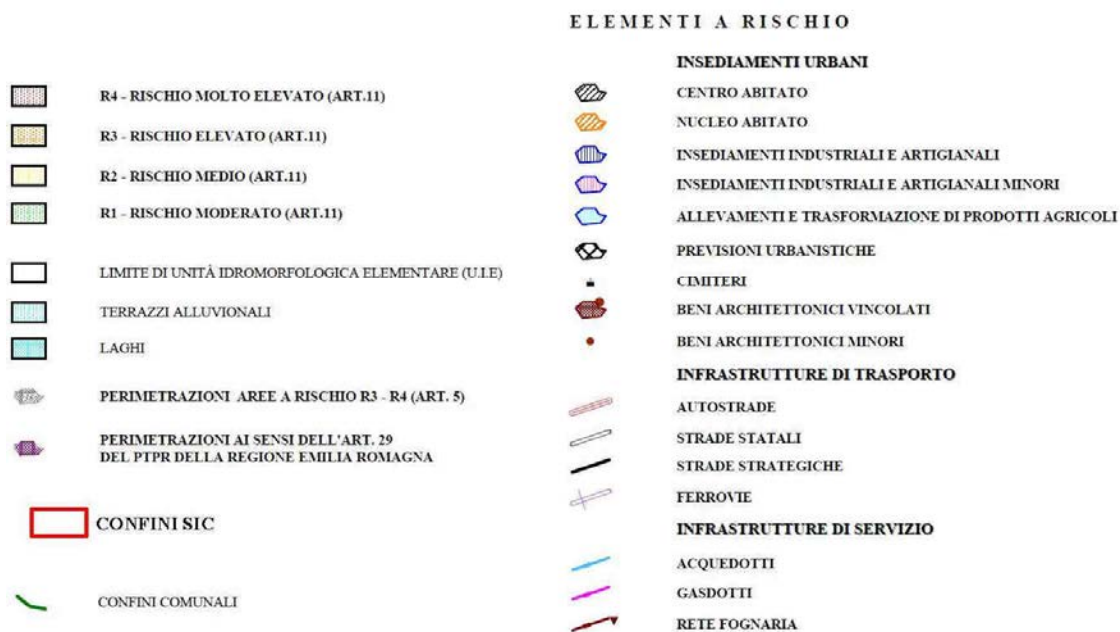 R4 - RISCHIO MOLTO ELEVATO (ART.11)
R3 - RISCHIO ELEVATO (ART.11)
R2 - RISCHIO MEDIO (ART.11)
R1 - RISCHIO MODERATO (ART.11)
LIMITE DI UNITÀ IDROMORFOLOGICA ELEMENTARE (U.I.E)
TERRAZZI ALLUVIONALI
LAGHI
PERIMETRAZIONI AREE A RISCHIO R3 - R4 (ART. 5)
PERIMETRAZIONI AI SENSI DELL'ART. 29
DEL PTPR DELLA REGIONE EMILIA ROMAGNA
CONFINI SIC
CONFINI COMUNALI
ELEMENTI A RISCHIO
INSEDIAMENTI URBANI
CENTRO ABITATO
NUCLEO ABITATO
INSEDIAMENTI INDUSTRIALI E ARTIGIANALI
INSEDIAMENTI INDUSTRIALI E ARTIGIANALI MINORI
ALLEVAMENTI E TRASFORMAZIONE DI PRODOTTI AGRICOLI
PREVISIONI URBANISTICHE
CIMITERI
BENI ARCHITETTONICI VINCOLATI
BENI ARCHITETTONICI MINORI
INFRASTRUTTURE DI TRASPORTO
AUTOSTRADE
STRADE STATALI
STRADE STRATEGICHE
FERROVIE
INFRASTRUTTURE DI SERVIZIO
ACQUEDOTTI
GASDOTTI
RETE FOGNARIA